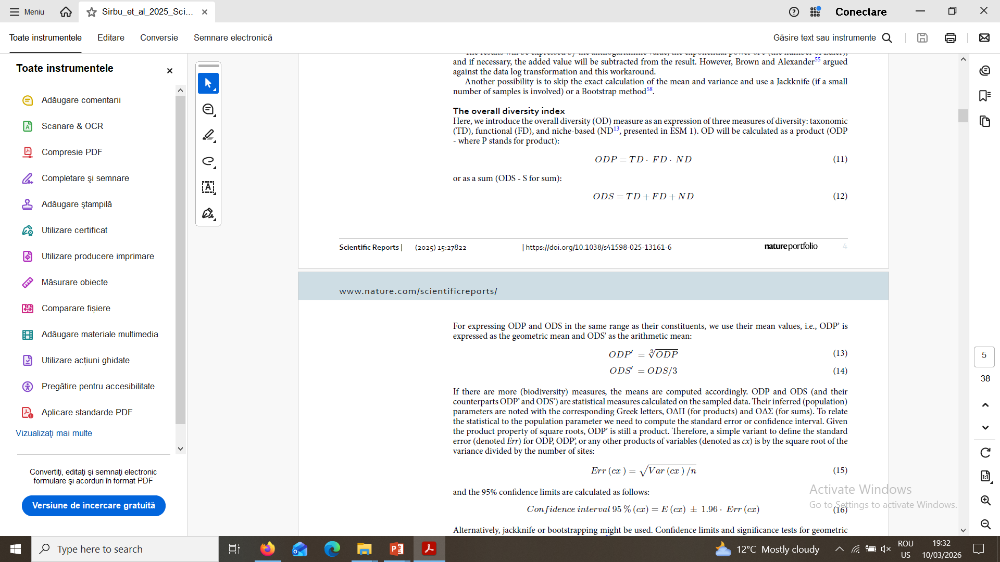 Meniu
Sirbu_et_al_2025_Sci...
Conectare
Toate instrumentele
Editare
Conversie
Semnare electronică
Găsire text sau instrumente
Toate instrumentele
Adăugare comentarii
Scanare & OCR
Compresie PDF
Completare și semnare
Adăugare ștampilă
Utilizare certificat
Utilizare producere imprimare
Măsurare obiecte
Comparare fișiere
Adăugare materiale multimedia
Utilizare acțiuni ghidate
Pregătire pentru accesibilitate
Aplicare standarde PDF
Vizualizați mai multe
Convertiți, editați și semnați electronic
formulare și acorduri în format PDF
Versiune de încercare gratuită
The results will be expressed by the antilogarithmic value, the exponential power of e (the number of Euler),
and if necessary, the added value will be subtracted from the result. However, Brown and Alexander55 argued
against the data log transformation and this workaround.
Another possibility is to skip the exact calculation of the mean and variance and use a Jackknife (if a small
number of samples is involved) or a Bootstrap method58.
The overall diversity index
Here, we introduce the overall diversity (OD) measure as an expression of three measures of diversity: taxonomic
(TD), functional (FD), and niche-based (ND13, presented in ESM 1). OD will be calculated as a product (ODP
- where P stands for product):
ODP = TD · FD · ND (11)
or as a sum (ODS - S for sum):
ODS = TD + FD + ND (12)
Scientific Reports | (2025) 15:27822 | https://doi.org/10.1038/s41598-025-13161-6 natureportfolio 4
www.nature.com/scientificreports/
For expressing ODP and ODS in the same range as their constituents, we use their mean values, i.e., ODP' is
expressed as the geometric mean and ODS' as the arithmetic mean:
ODP′ = ∛ODP (13)
ODS′ = ODS/3 (14)
If there are more (biodiversity) measures, the means are computed accordingly. ODP and ODS (and their
counterparts ODP' and ODS') are statistical measures calculated on the sampled data. Their inferred (population)
parameters are noted with the corresponding Greek letters, ΟΔΠ (for products) and ΟΔΣ (for sums). To relate
the statistical to the population parameter we need to compute the standard error or confidence interval. Given
the product property of square roots, ODP' is still a product. Therefore, a simple variant to define the standard
error (denoted Err) for ODP, ODP', or any other products of variables (denoted as cx) is by the square root of the
variance divided by the number of sites:
Err (cx) = √Var (cx) /n (15)
and the 95% confidence limits are calculated as follows:
Confidence interval 95 % (cx) = E (cx) ± 1.96 · Err (cx) (16)
Alternatively, jackknife or bootstrapping might be used. Confidence limits and significance tests for geometric
5
38
1:1
Activate Windows
Go to Settings to activate Windows.
Type here to search
12°C Mostly cloudy
ROU
US
19:32
10/03/2026